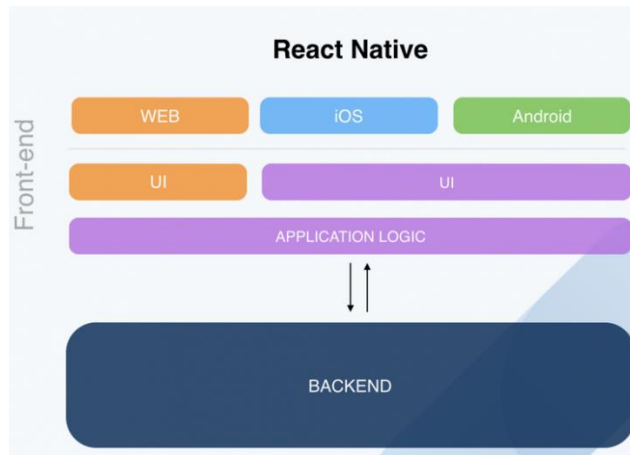 React Native
Front-end
WEB
iOS
Android
UI
UI
APPLICATION LOGIC
BACKEND